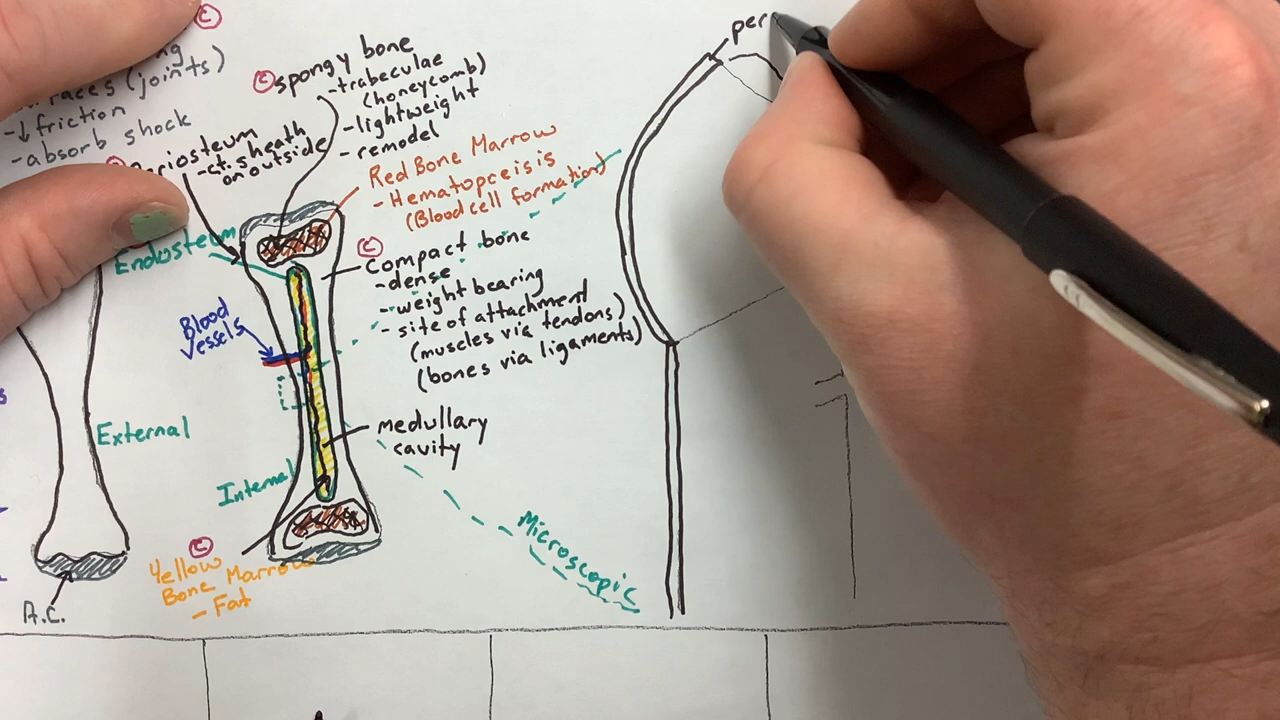 ©
ng
races (joints)
-↓ friction
- absorb shock
© spongy bone
- trabeculae
(honeycomb)
- lightweight
- remodel
riosteum
- c.t. sheath
on outside
Red Bone Marrow
- Hematopoeisis
(Blood cell formation)
Endosteum
© Compact bone
- dense
- weight bearing
- site of attachment
(muscles via tendons)
(bones via ligaments)
Blood
Vessels
External
medullary
cavity
Internal
© Yellow
Bone Marrow
- Fat
Microscopic
A.C.
per